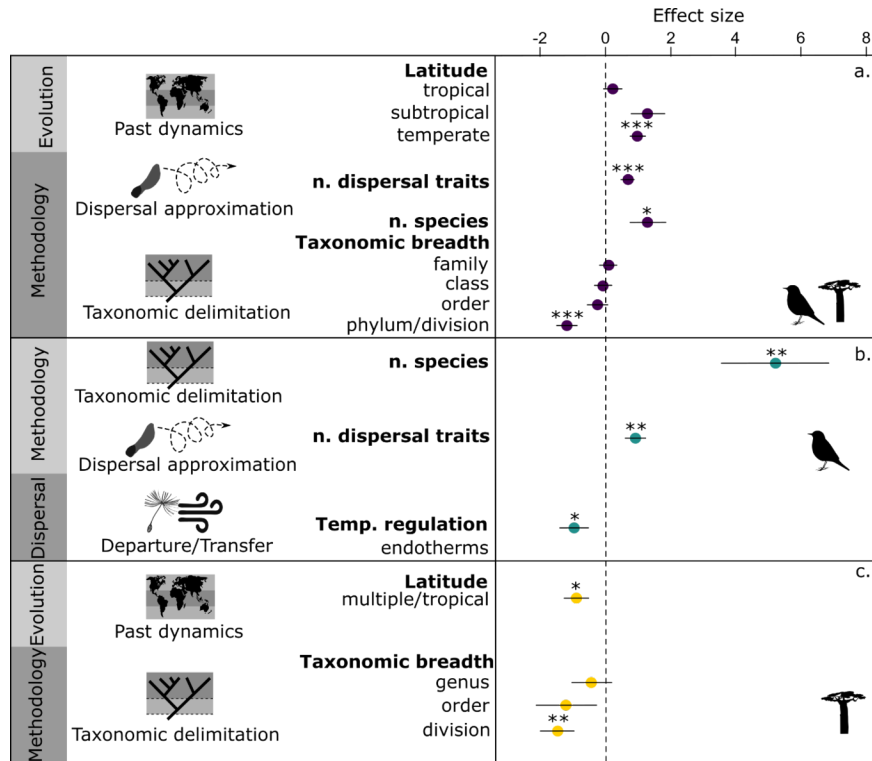 Effect size
-2 0 2 4 6 8
a.
Evolution
Past dynamics
Latitude
tropical
subtropical
temperate
***
Methodology
Dispersal approximation
n. dispersal traits
***
n. species
*
Taxonomic delimitation
Taxonomic breadth
family
class
order
phylum/division
***
b.
Methodology
Taxonomic delimitation
n. species
**
Dispersal approximation
n. dispersal traits
**
Dispersal
Departure/Transfer
Temp. regulation
endotherms
*
c.
Evolution
Past dynamics
Latitude
multiple/tropical
*
Methodology
Taxonomic delimitation
Taxonomic breadth
genus
order
division
**